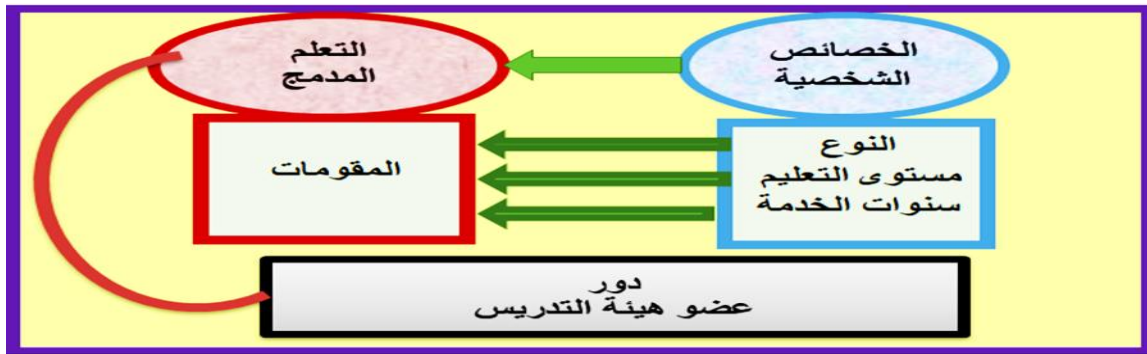 الخصائص
الشخصية
التعلم
المدمج
النوع
مستوى التعليم
سنوات الخدمة
المقومات
دور
عضو هيئة التدريس